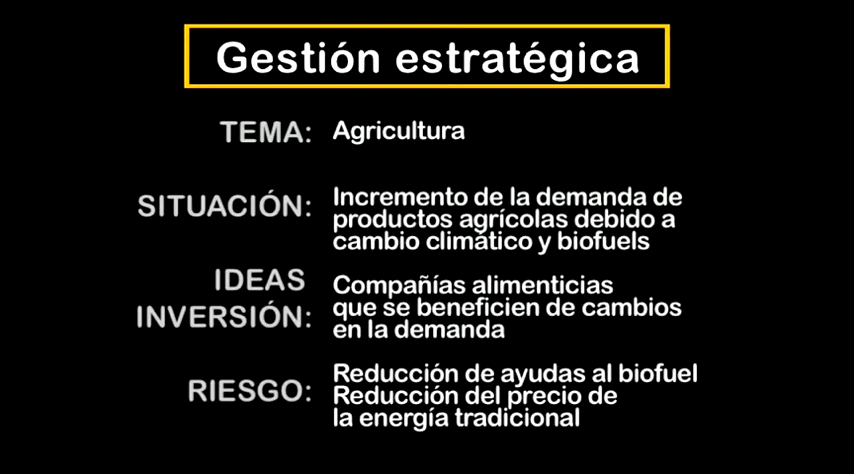 Gestión estratégica
TEMA: Agricultura
SITUACIÓN: Incremento de la demanda de
productos agrícolas debido a
cambio climático y biofuels
IDEAS
INVERSIÓN: Compañías alimenticias
que se beneficien de cambios
en la demanda
RIESGO: Reducción de ayudas al biofuel
Reducción del precio de
la energía tradicional